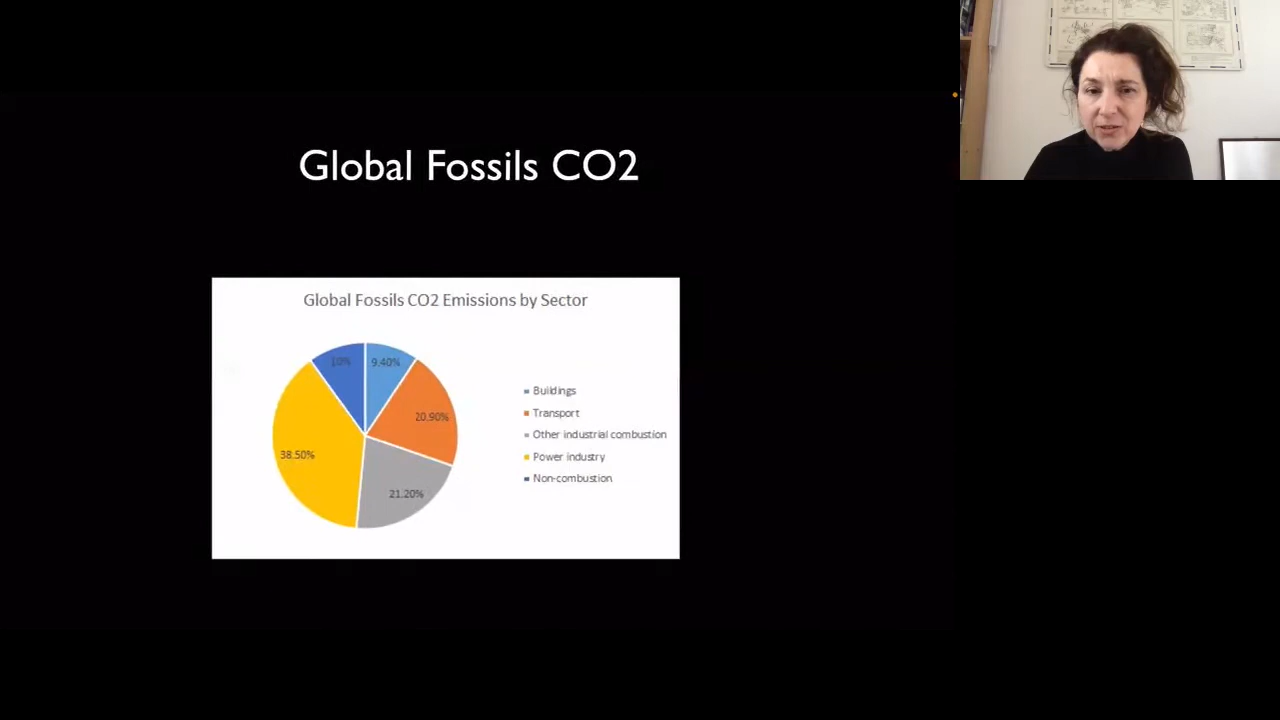 Global Fossils CO2
Global Fossils CO2 Emissions by Sector
10%
9.40%
20.90%
38.50%
21.20%
Buildings
Transport
Other industrial combustion
Power industry
Non-combustion